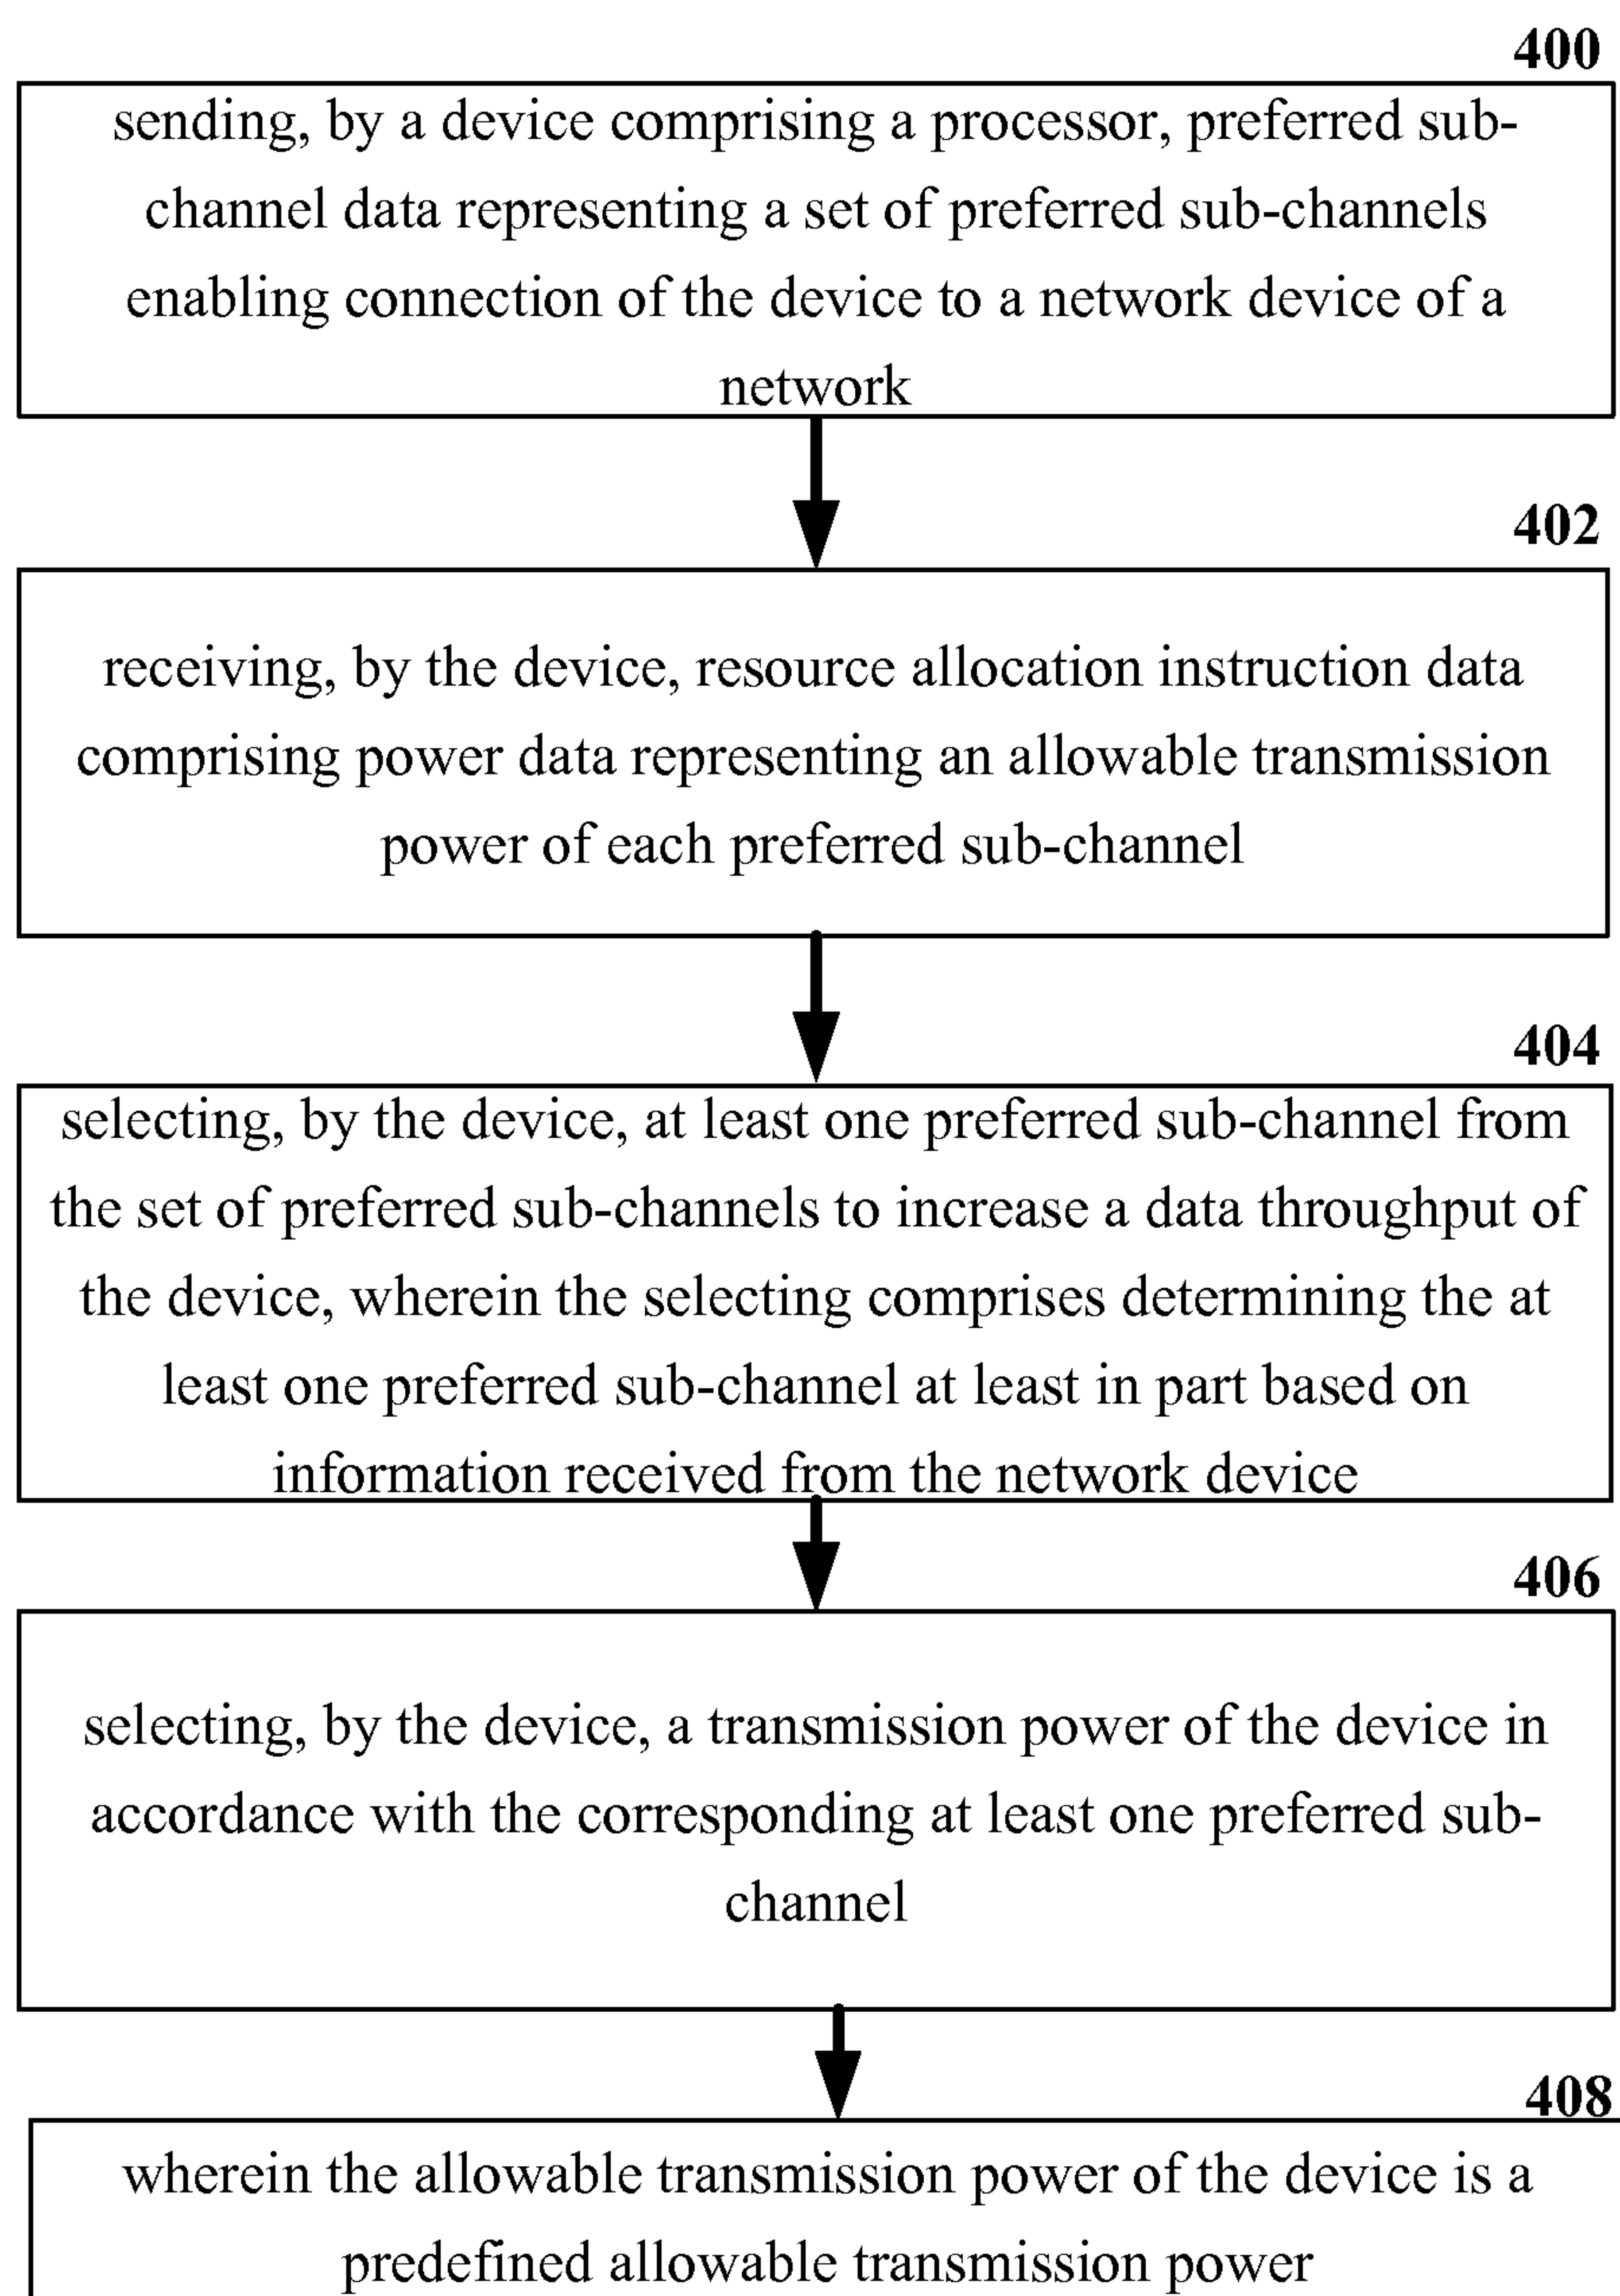 400
sending, by a device comprising a processor, preferred sub-
channel data representing a set of preferred sub-channels
enabling connection of the device to a network device of a
network
402
receiving, by the device, resource allocation instruction data
comprising power data representing an allowable transmission
power of each preferred sub-channel
404
selecting, by the device, at least one preferred sub-channel from
the set of preferred sub-channels to increase a data throughput of
the device, wherein the selecting comprises determining the at
least one preferred sub-channel at least in part based on
information received from the network device
406
selecting, by the device, a transmission power of the device in
accordance with the corresponding at least one preferred sub-
channel
408
wherein the allowable transmission power of the device is a
predefined allowable transmission power